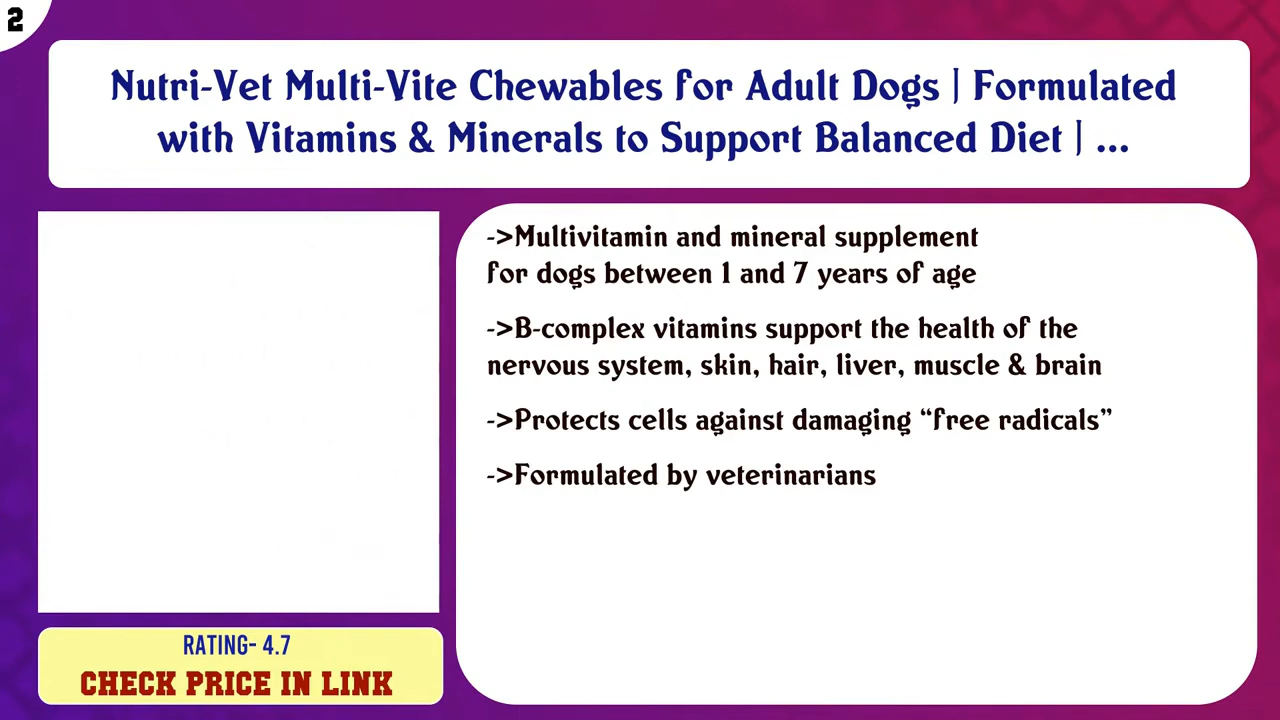 2
Nutri-Vet Multi-Vite Chewables for Adult Dogs | Formulated
with Vitamins & Minerals to Support Balanced Diet | ...
->Multivitamin and mineral supplement
for dogs between 1 and 7 years of age
->B-complex vitamins support the health of the
nervous system, skin, hair, liver, muscle & brain
->Protects cells against damaging “free radicals”
->Formulated by veterinarians
RATING- 4.7
CHECK PRICE IN LINK